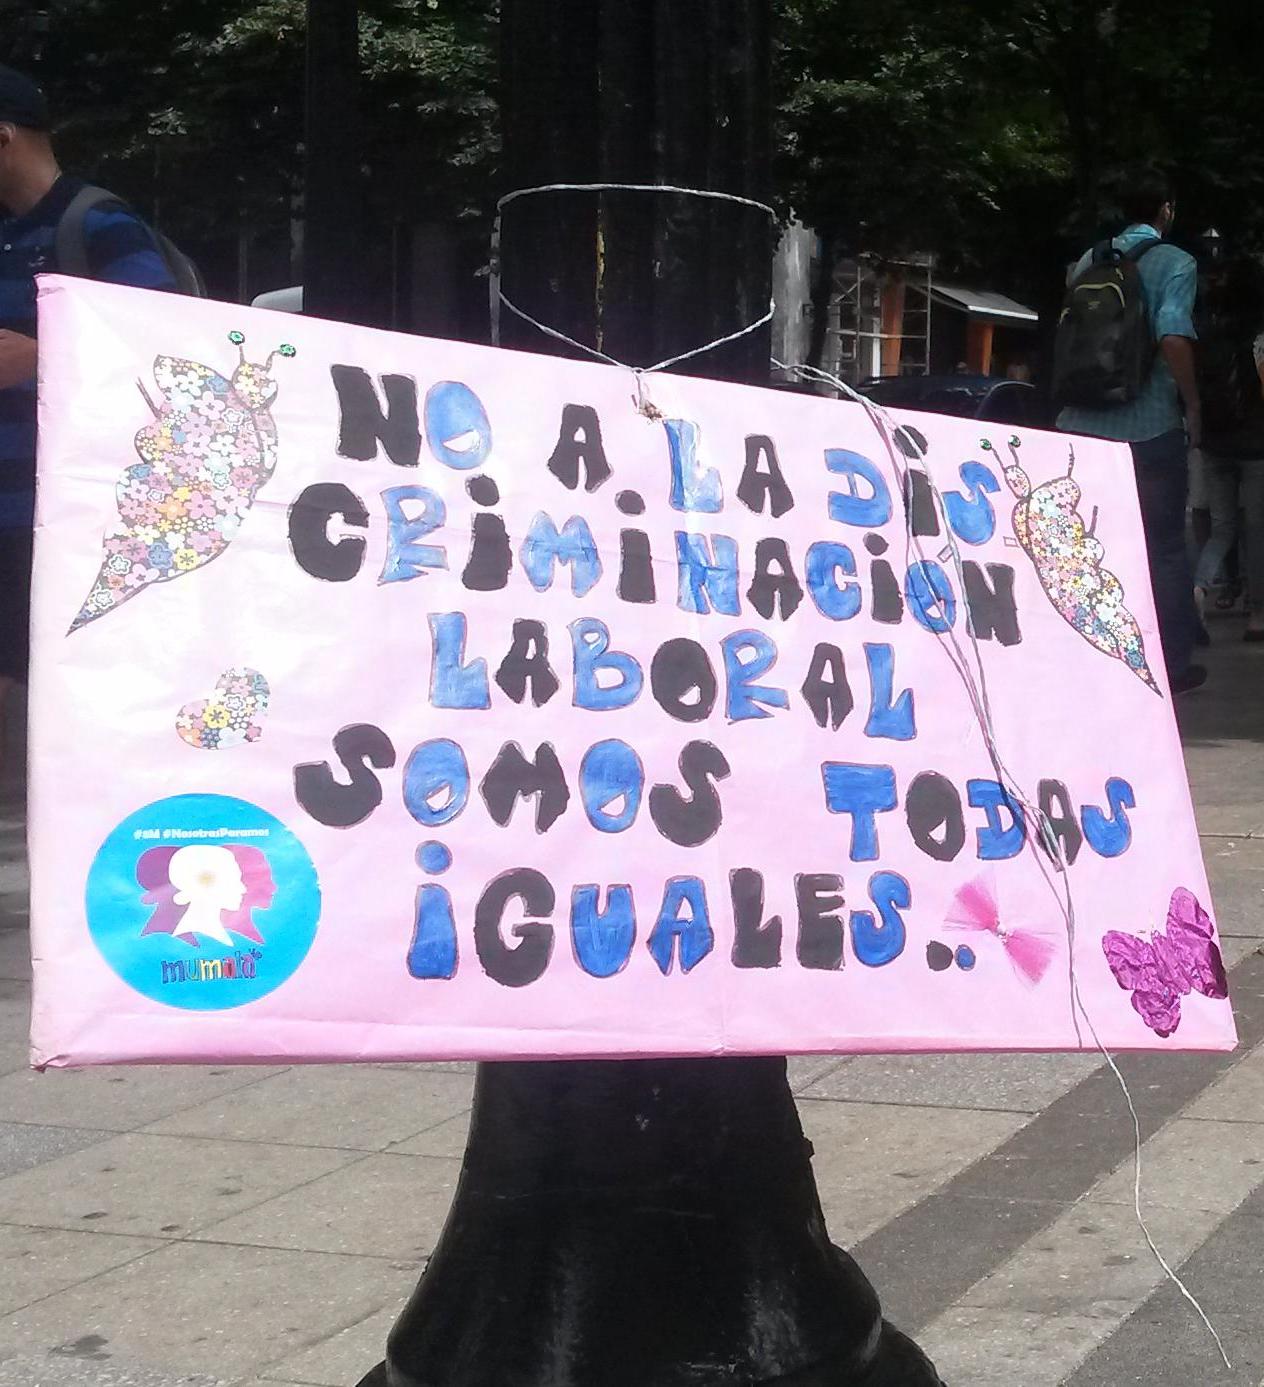 NO A LA DiS
CRiMiNACiÓN
LABORAL
SOMOS TODAS
iGUALES..
#8M #NosotrasParamos
mumalá